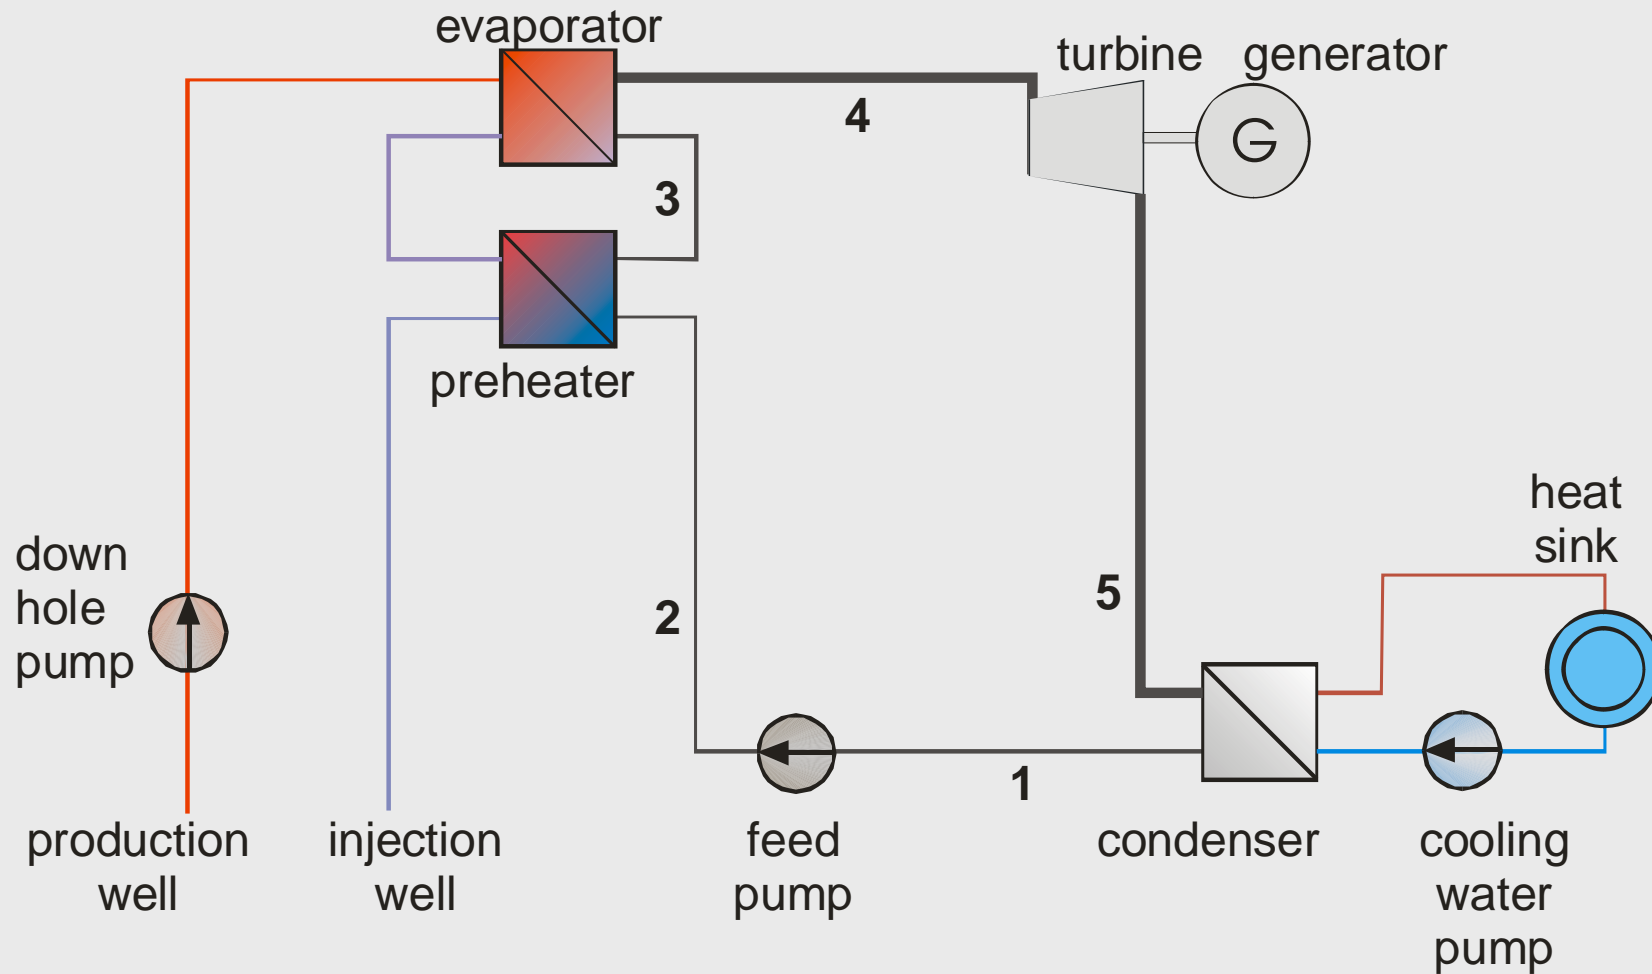 evaporator
turbine
generator
4
G
3
preheater
heat
sink
down
hole
pump
5
2
1
production
well
injection
well
feed
pump
condenser
cooling
water
pump